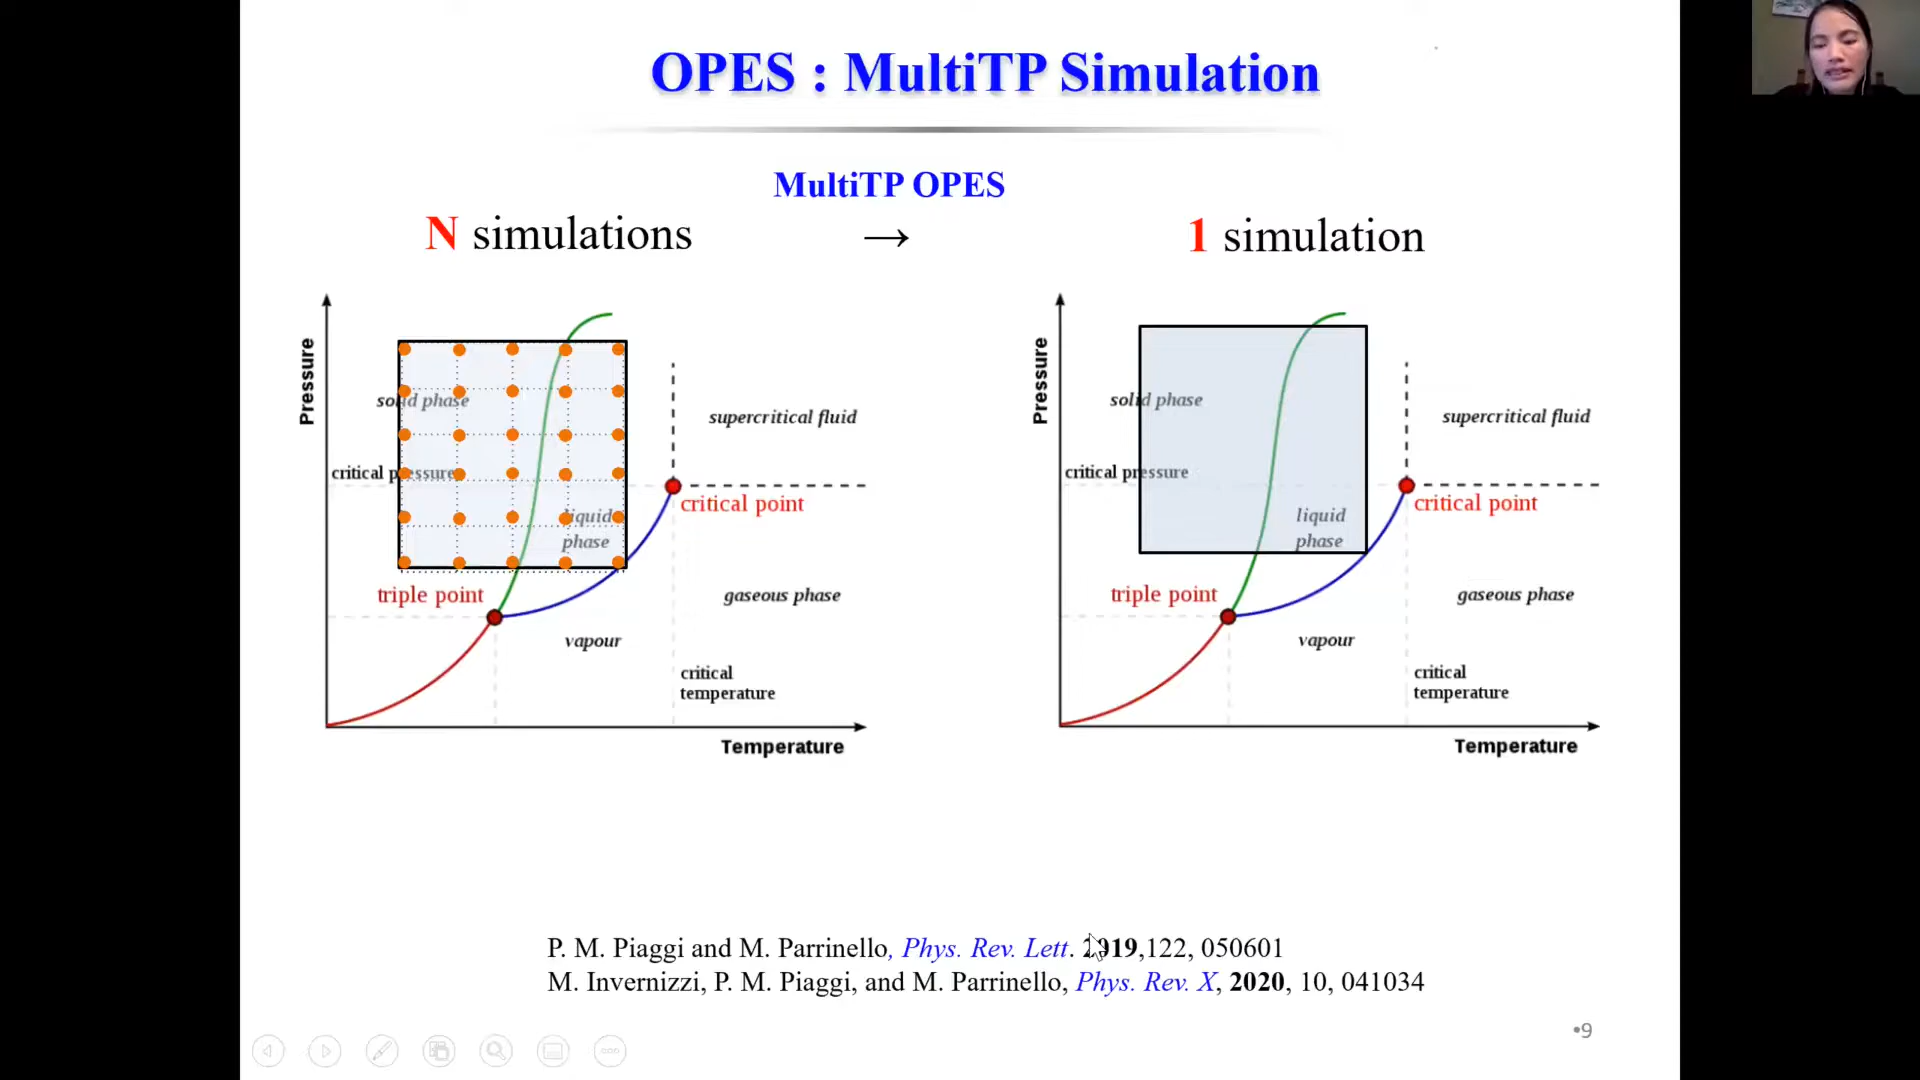 OPES : MultiTP Simulation
MultiTP OPES
N simulations → 1 simulation
Pressure
solid phase
supercritical fluid
critical pressure
critical point
liquid
phase
triple point
gaseous phase
vapour
critical
temperature
Temperature
Pressure
solid phase
supercritical fluid
critical pressure
critical point
liquid
phase
triple point
gaseous phase
vapour
critical
temperature
Temperature
P. M. Piaggi and M. Parrinello, Phys. Rev. Lett. 2019,122, 050601
M. Invernizzi, P. M. Piaggi, and M. Parrinello, Phys. Rev. X, 2020, 10, 041034
•9